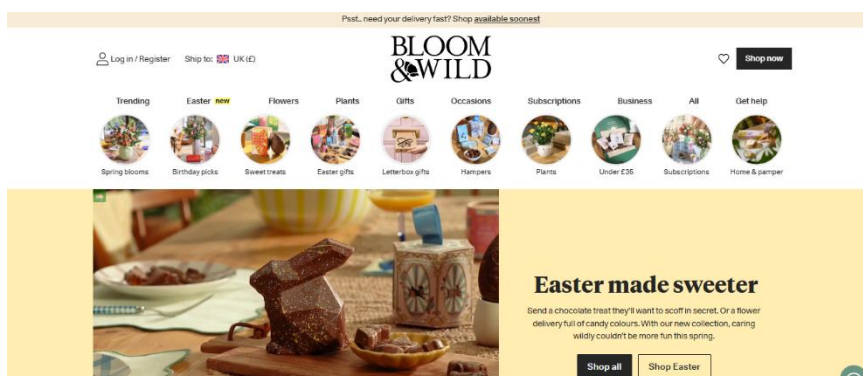 Psst.. need your delivery fast? Shop available soonest
Log in / Register Ship to: UK (£)
BLOOM
&WILD
Shop now
Trending Easter new Flowers Plants Gifts Occasions Subscriptions Business All Get help
Spring blooms Birthday picks Sweet treats Easter gifts Letterbox gifts Hampers Plants Under £35 Subscriptions Home & pamper
Easter made sweeter
Send a chocolate treat they'll want to scoff in secret. Or a flower
delivery full of candy colours. With our new collection, caring
wildly couldn't be more fun this spring.
Shop all Shop Easter